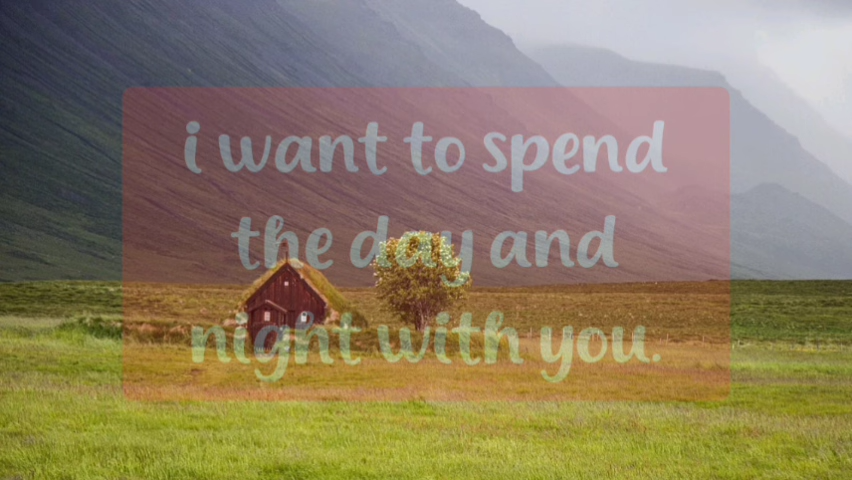 i want to spend
the day and
night with you.